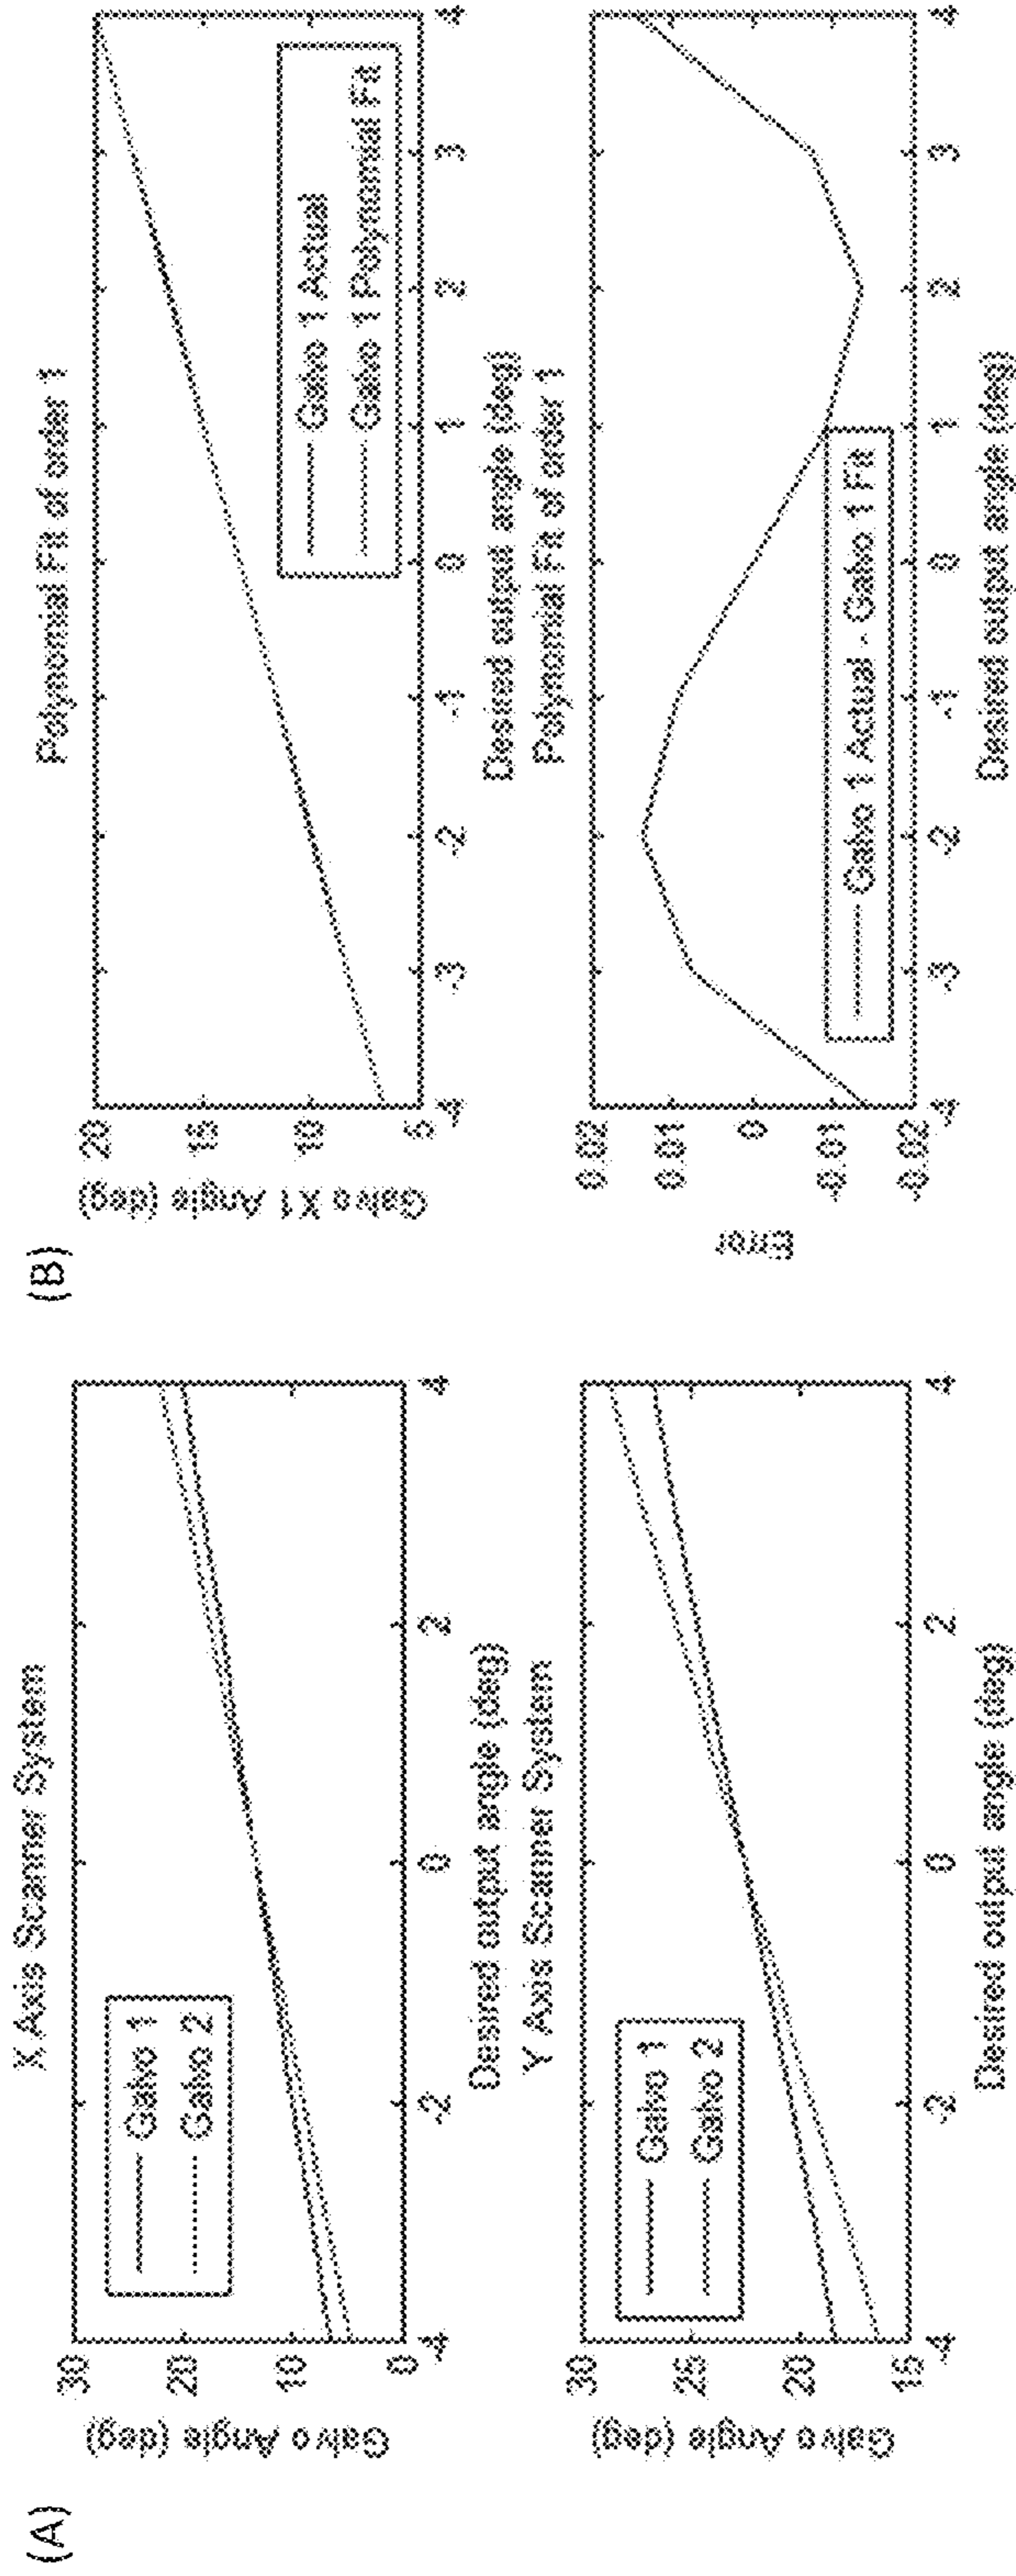 (A)
X Axis Scanner System
Galvo Angle (deg)
30
20
10
0
Galvo 1
Galvo 2
-4
-2
0
2
4
Desired output angle (deg)
Y Axis Scanner System
Galvo Angle (deg)
30
25
20
15
Galvo 1
Galvo 2
-4
-2
0
2
4
Desired output angle (deg)
(B)
Polynomial Fit of order 1
Galvo X1 Angle (deg)
20
15
10
5
Galvo 1 Actual
Galvo 1 Polynomial Fit
-4
-3
-2
-1
0
1
2
3
4
Desired output angle (deg)
Polynomial Fit of order 1
Error
0.02
0.01
0
-0.01
-0.02
Galvo 1 Actual - Galvo 1 Fit
-4
-3
-2
-1
0
1
2
3
4
Desired output angle (deg)